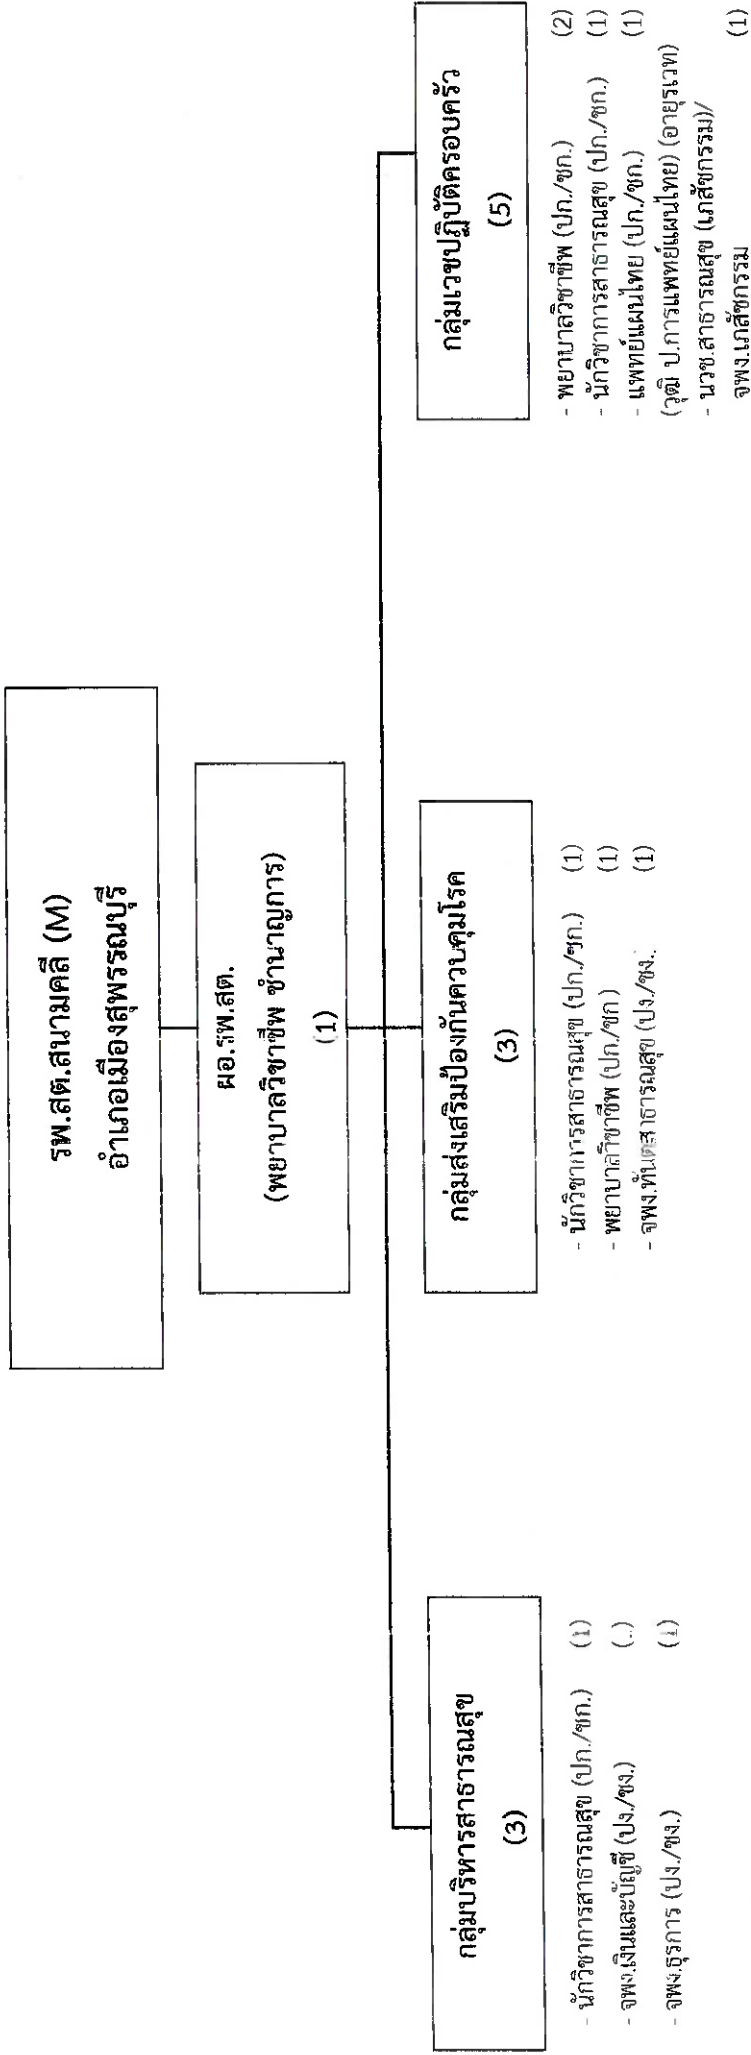 รพ.สต.สนามคลี (M)
อำเภอเมืองสุพรรณบุรี
ผอ.รพ.สต.
(พยาบาลวิชาชีพ ชำนาญการ)
(1)
กลุ่มบริหารสาธารณสุข
(3)
- นักวิชาการสาธารณสุข (ปก./ชก.) (1)
- จพง.เงินและบัญชี (ปง./ชง.)
- จพง.ธุรการ (ปง./ชง.) (1)
กลุ่มส่งเสริมป้องกันควบคุมโรค
(3)
- นักวิชาการสาธารณสุข (ปก./ชก.) (1)
- พยาบาลวิชาชีพ (ปก./ชก) (1)
- จพง.ทันตสาธารณสุข (ปง./ชง. (1)
กลุ่มเวชปฏิบัติครอบครัว
(5)
- พยาบาลวิชาชีพ (ปก./ชก.) (2)
- นักวิชาการสาธารณสุข (ปก./ชก.) (1)
- แพทย์แผนไทย (ปก./ชก.) (1)
(วุฒิ ป.การแพทย์แผนไทย) (อายุรเวท)
- นวช.สาธารณสุข (เภสัชกรรม)/
จพง.เภสัชกรรม (1)